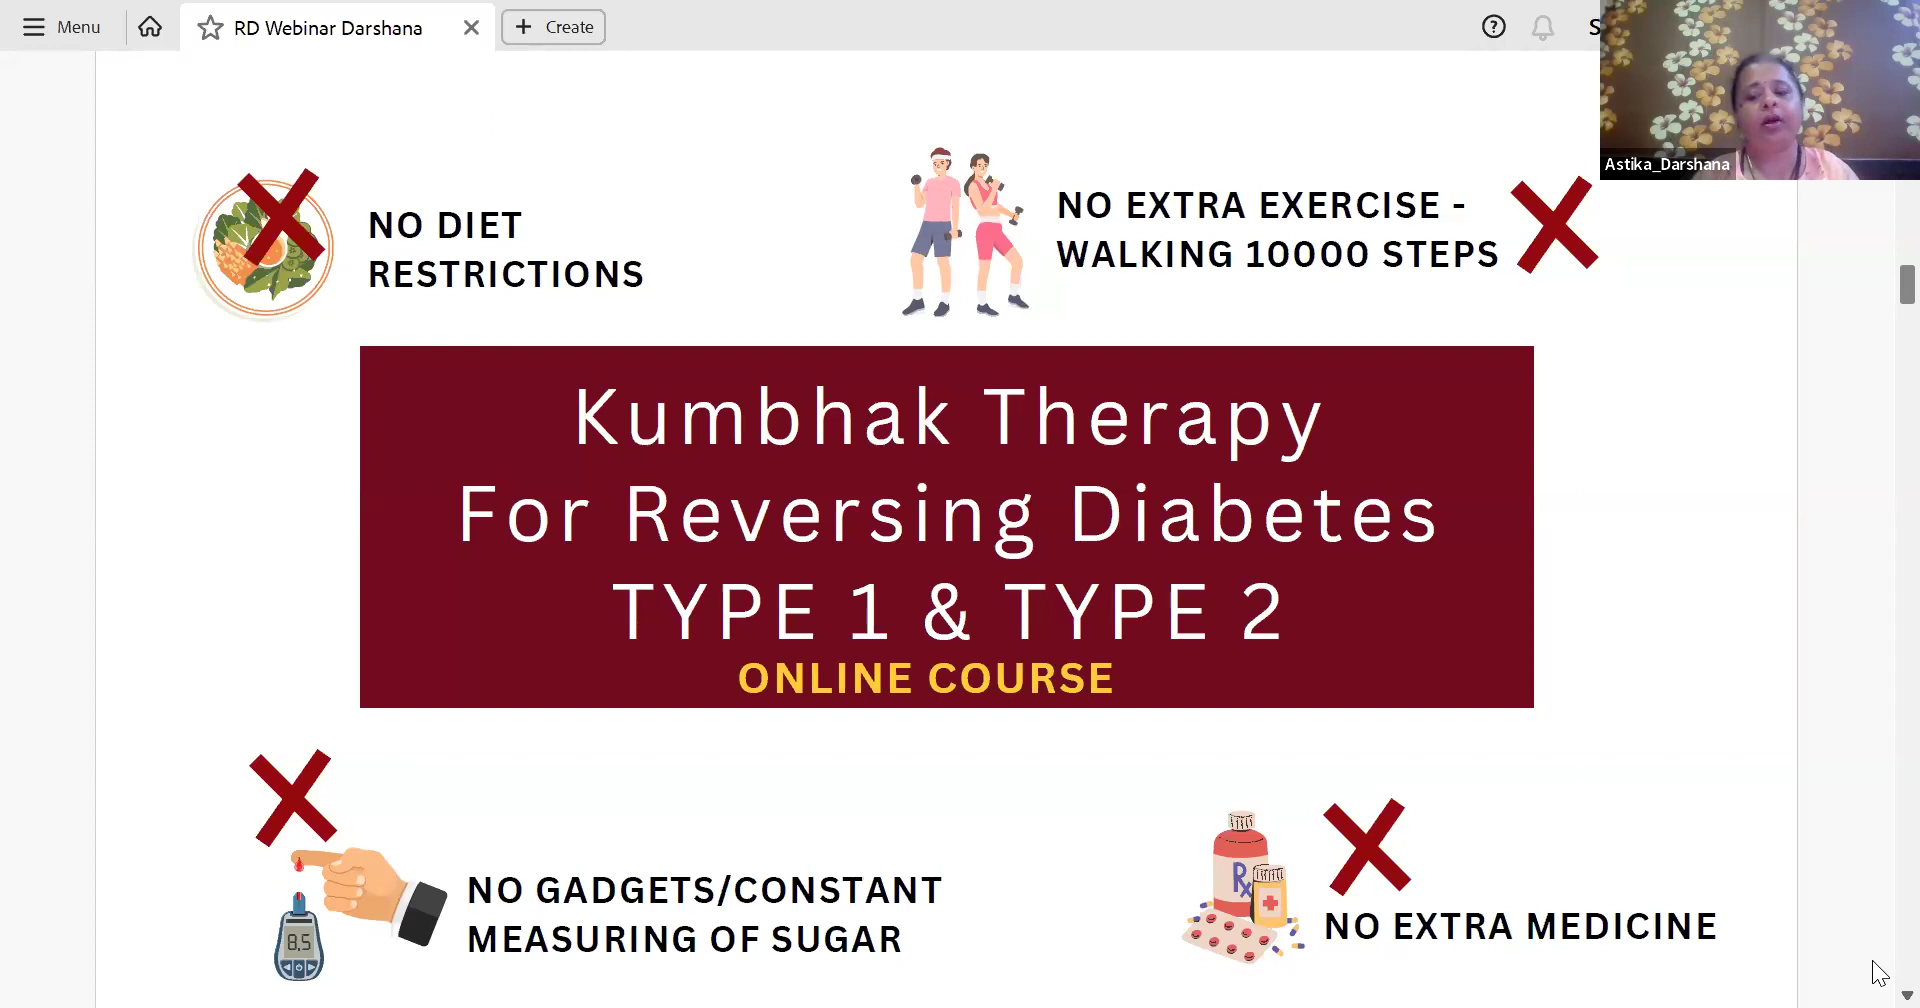 Menu
RD Webinar Darshana
Create
Astika_Darshana
NO DIET
RESTRICTIONS
NO EXTRA EXERCISE -
WALKING 10000 STEPS
Kumbhak Therapy
For Reversing Diabetes
TYPE 1 & TYPE 2
ONLINE COURSE
8.5
NO GADGETS/CONSTANT
MEASURING OF SUGAR
Rx
NO EXTRA MEDICINE